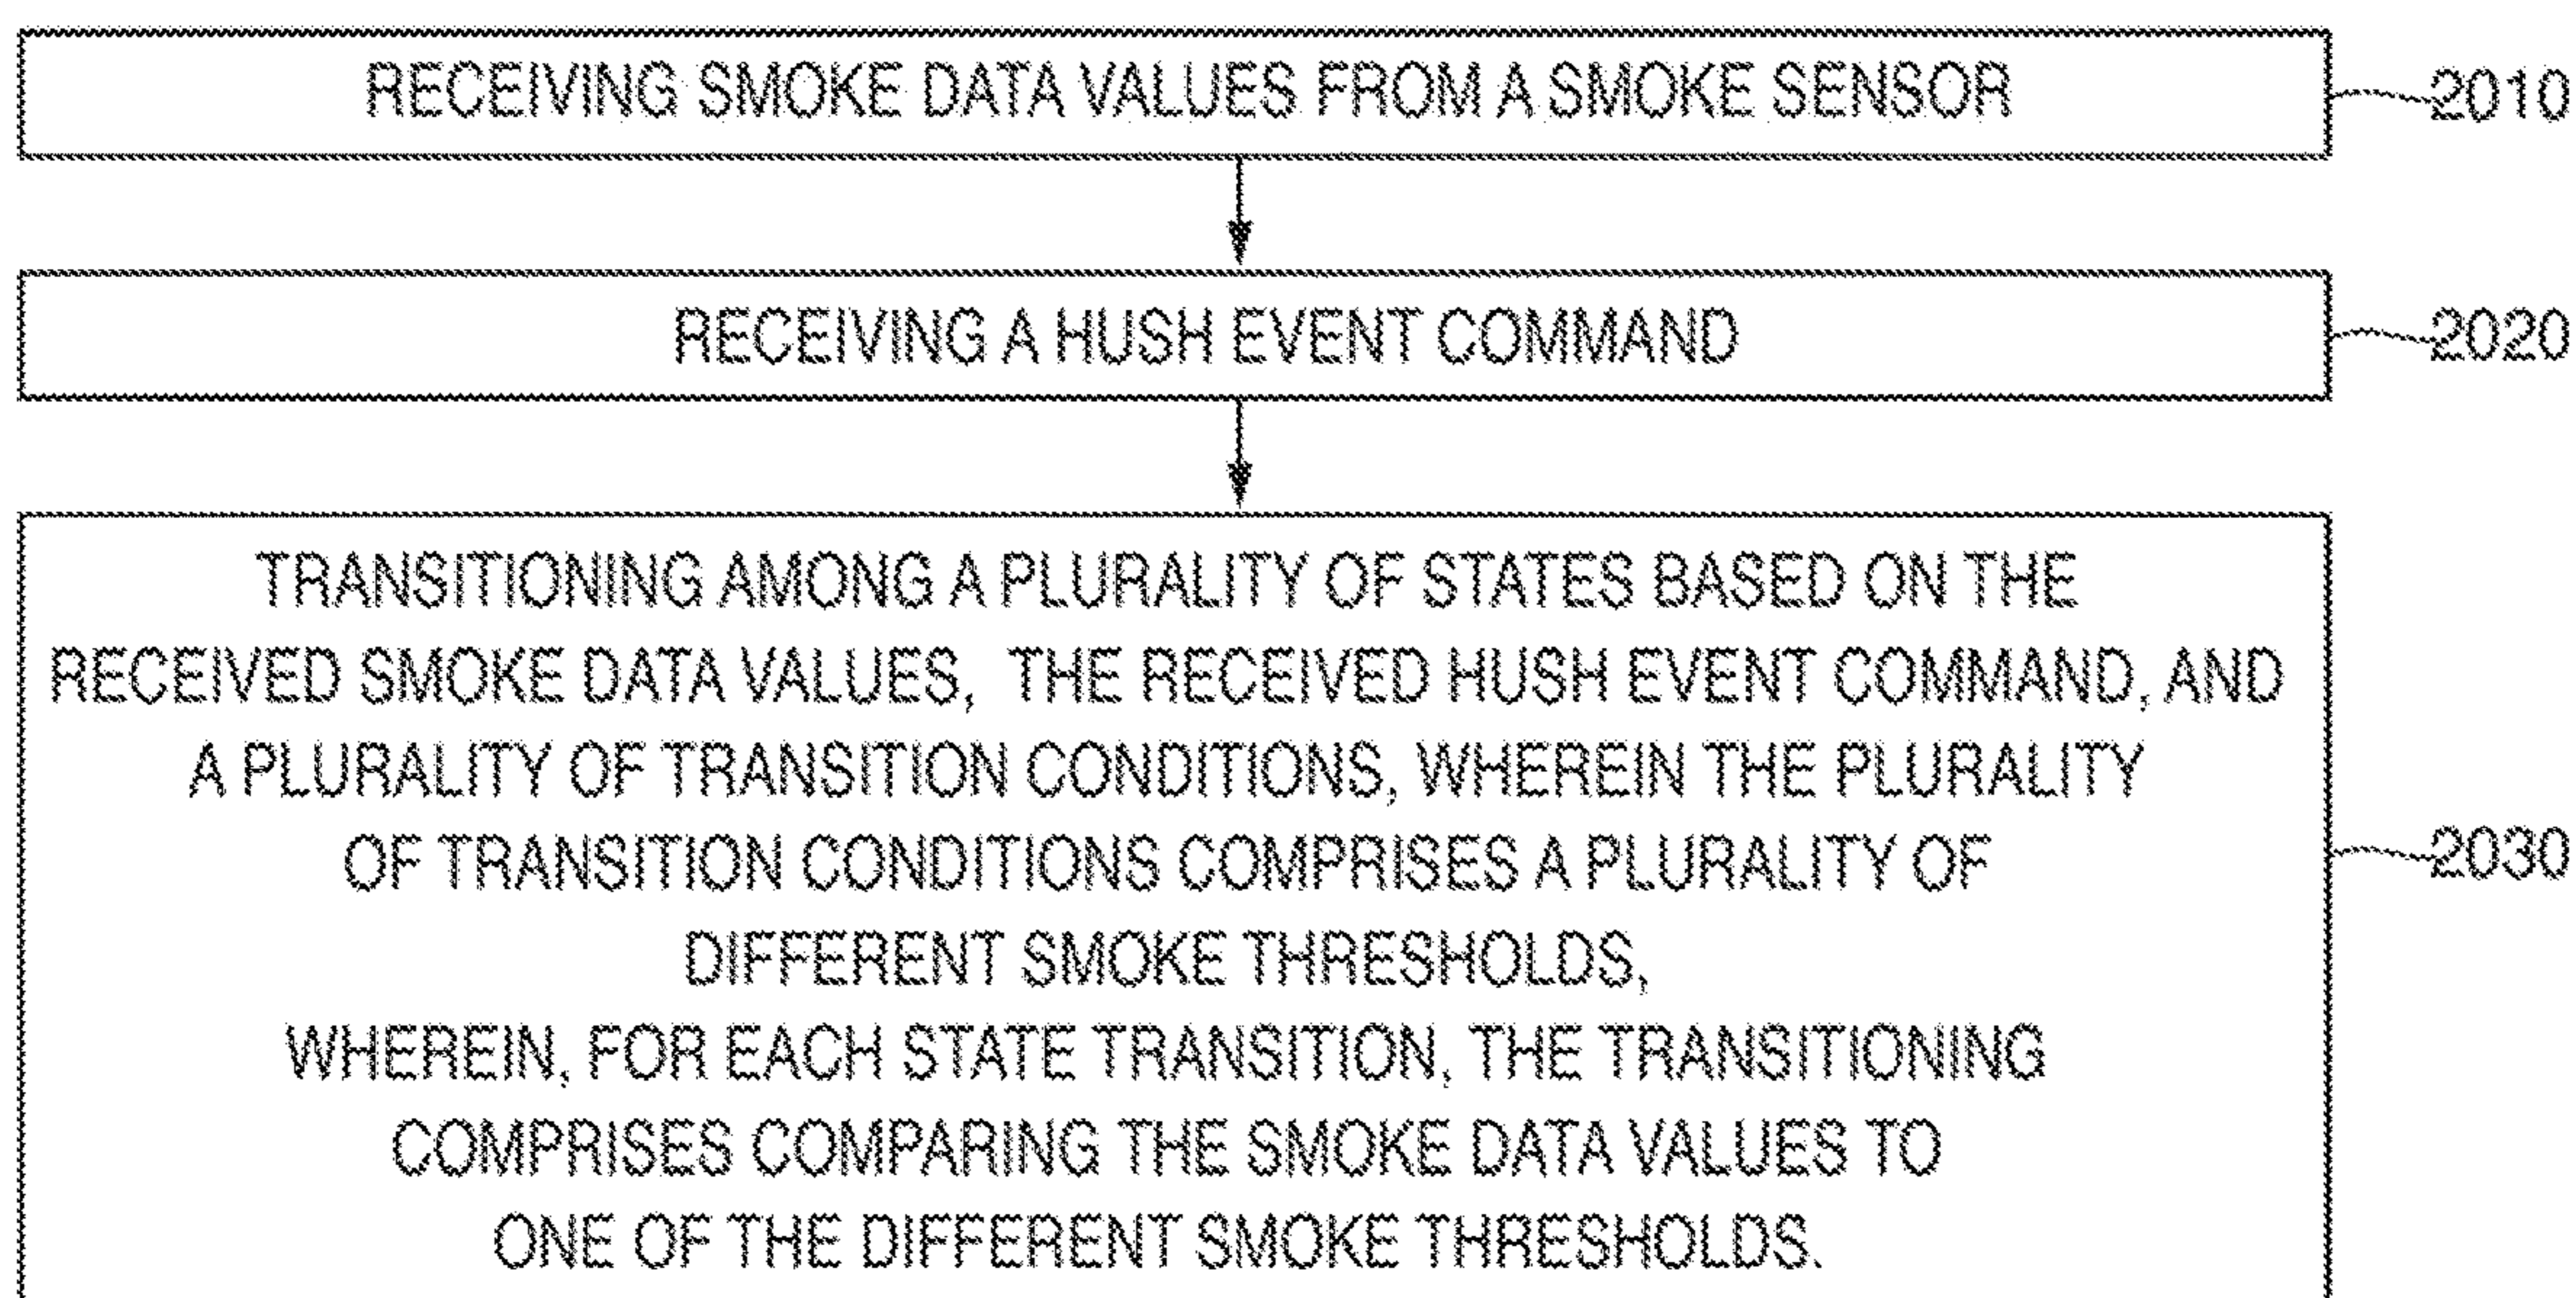 RECEIVING SMOKE DATA VALUES FROM A SMOKE SENSOR
2010
RECEIVING A HUSH EVENT COMMAND
2020
TRANSITIONING AMONG A PLURALITY OF STATES BASED ON THE
RECEIVED SMOKE DATA VALUES, THE RECEIVED HUSH EVENT COMMAND, AND
A PLURALITY OF TRANSITION CONDITIONS, WHEREIN THE PLURALITY
OF TRANSITION CONDITIONS COMPRISES A PLURALITY OF
DIFFERENT SMOKE THRESHOLDS,
WHEREIN, FOR EACH STATE TRANSITION, THE TRANSITIONING
COMPRISES COMPARING THE SMOKE DATA VALUES TO
ONE OF THE DIFFERENT SMOKE THRESHOLDS.
2030